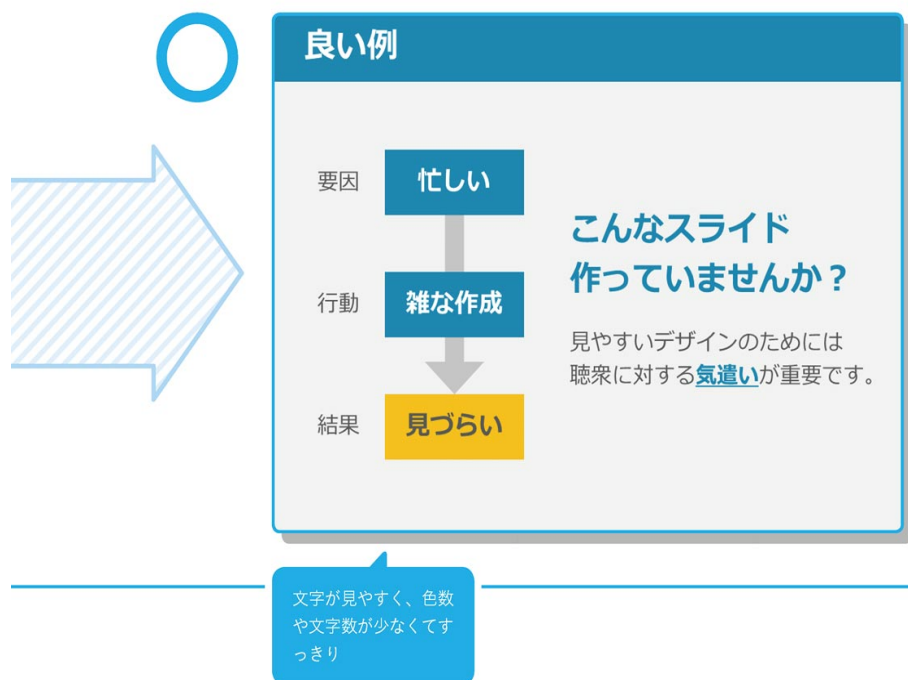 良い例
要因
忙しい
行動
雑な作成
結果
見づらい
こんなスライド
作っていませんか？
見やすいデザインのためには
聴衆に対する気遣いが重要です。
文字が見やすく、色数
や文字数が少なくてす
っきり